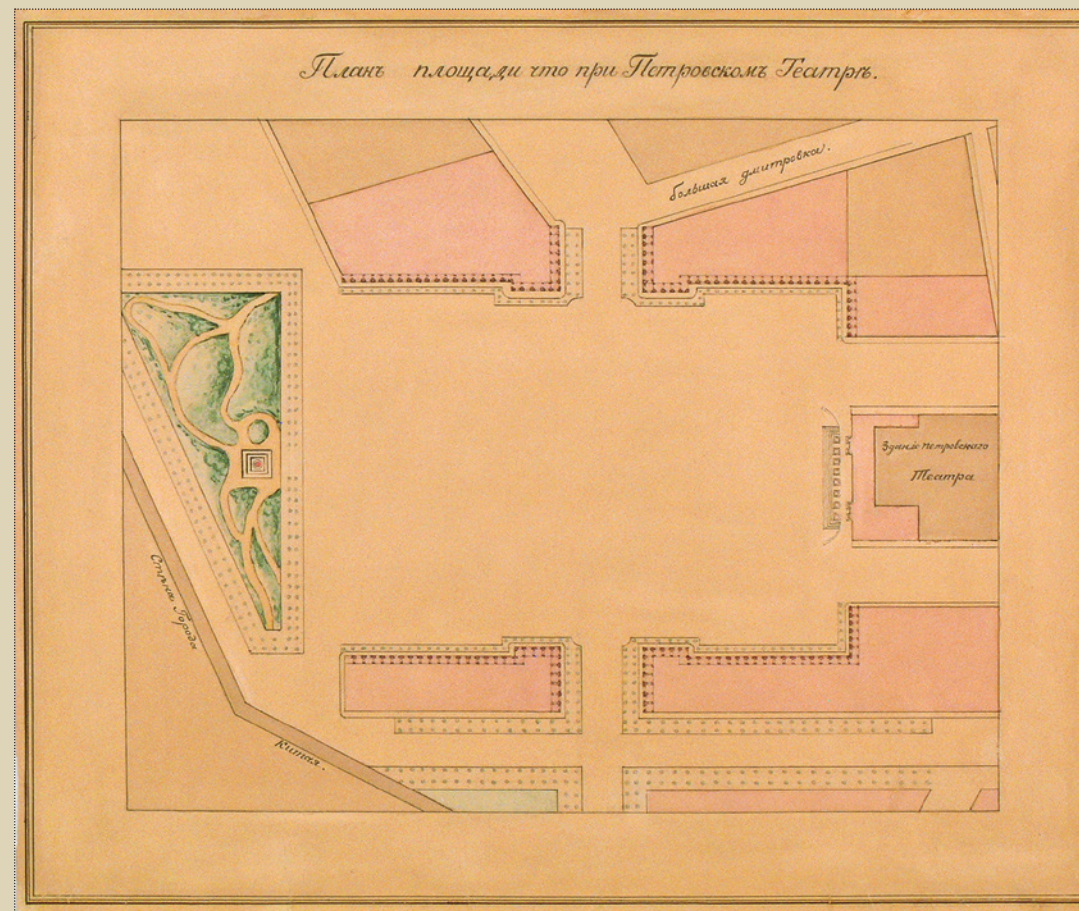 Планъ площади что при Петровскомъ Театрѣ.
большая дмитровка.
Зданіе петровскаго
Театра
Стѣна Города
Китая.